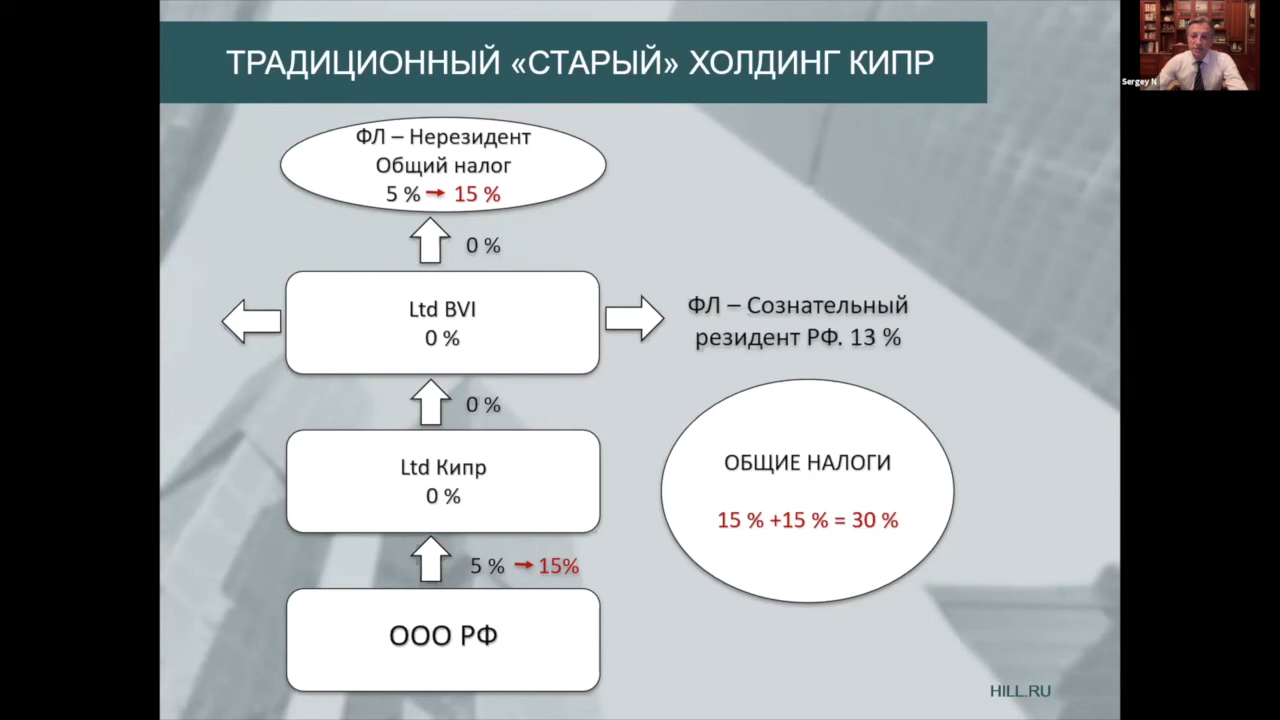 ТРАДИЦИОННЫЙ «СТАРЫЙ» ХОЛДИНГ КИПР
Sergey N
ФЛ – Нерезидент
Общий налог
5 % → 15 %
0 %
Ltd BVI
0 %
ФЛ – Сознательный
резидент РФ. 13 %
0 %
Ltd Кипр
0 %
ОБЩИЕ НАЛОГИ
15 % +15 % = 30 %
5 % → 15%
ООО РФ
HILL.RU